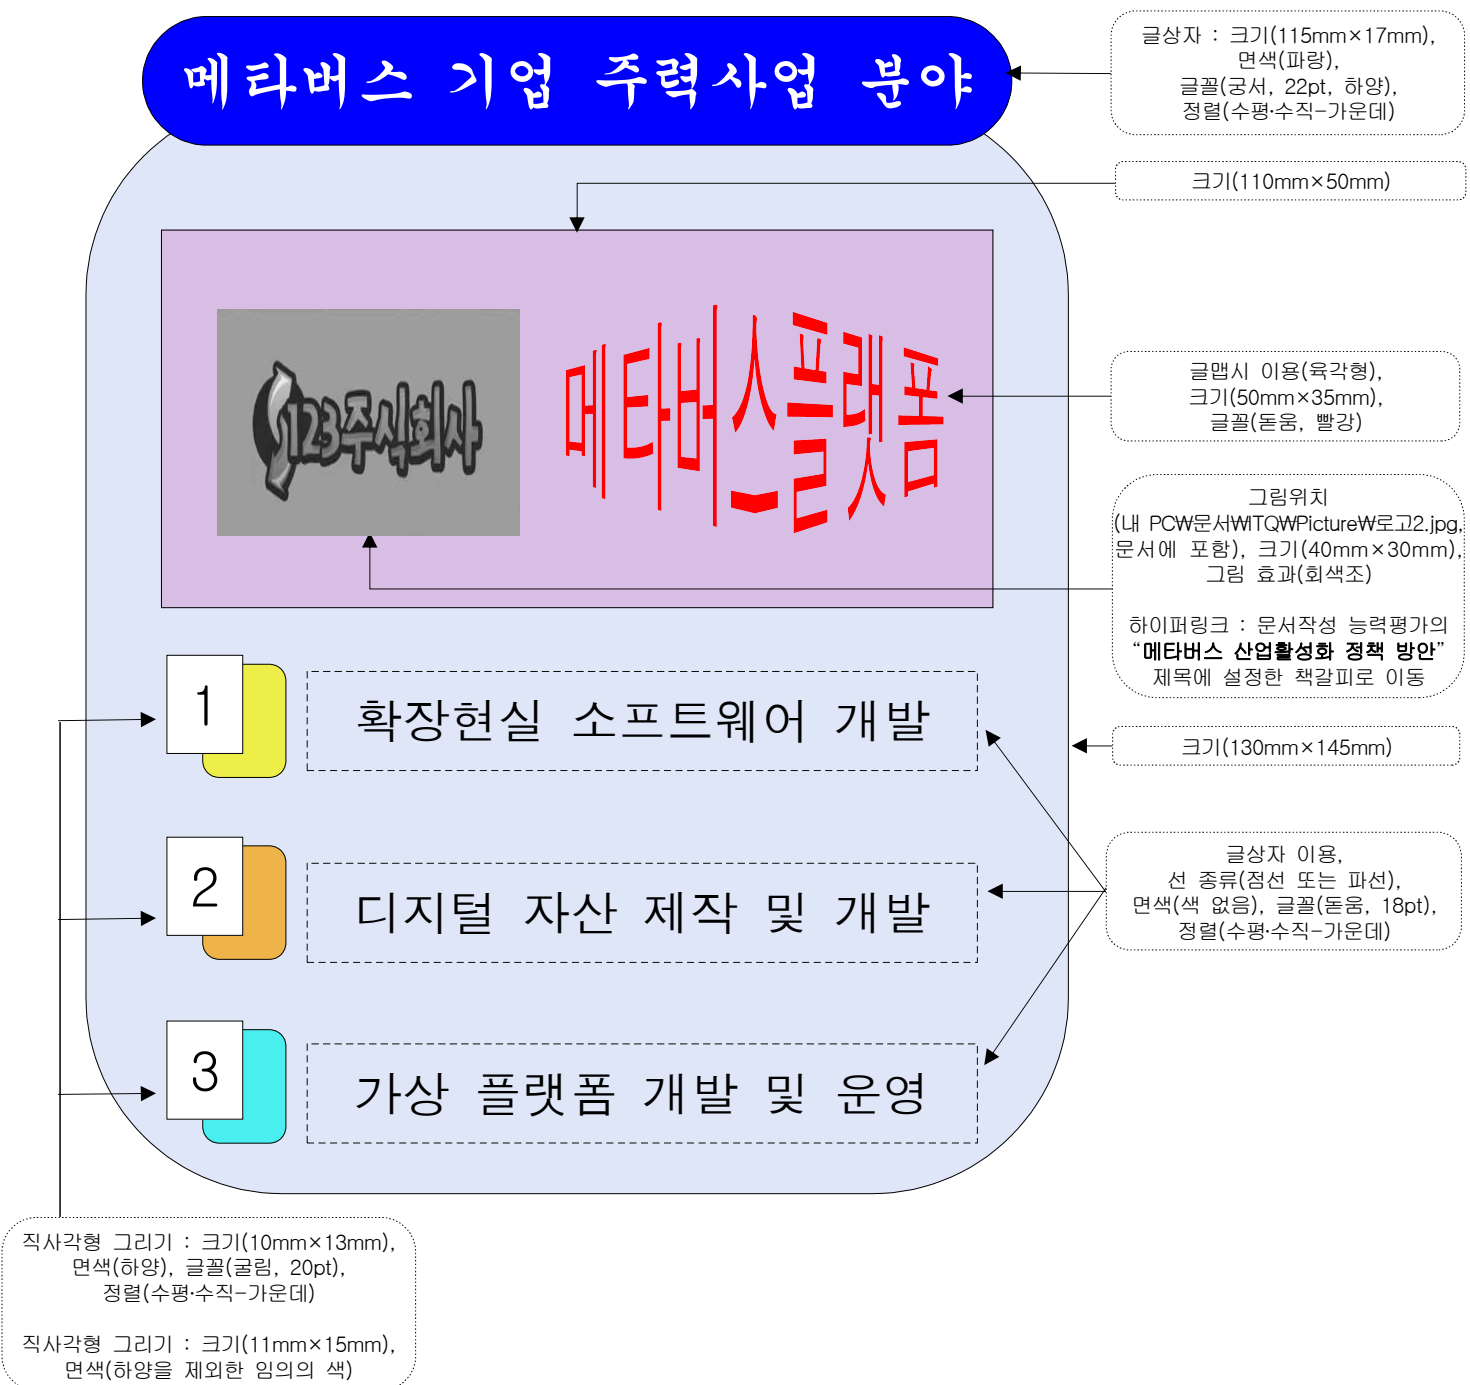 메타버스 기업 주력사업 분야
글상자 : 크기(115mm×17mm),
면색(파랑),
글꼴(궁서, 22pt, 하양),
정렬(수평·수직-가운데)
크기(110mm×50mm)
123주식회사
메타버스플랫폼
글맵시 이용(육각형),
크기(50mm×35mm),
글꼴(돋움, 빨강)
그림위치
(내 PC₩문서₩ITQ₩Picture₩로고2.jpg,
문서에 포함), 크기(40mm×30mm),
그림 효과(회색조)
하이퍼링크 : 문서작성 능력평가의
“메타버스 산업활성화 정책 방안”
제목에 설정한 책갈피로 이동
1
확장현실 소프트웨어 개발
크기(130mm×145mm)
2
디지털 자산 제작 및 개발
글상자 이용,
선 종류(점선 또는 파선),
면색(색 없음), 글꼴(돋움, 18pt),
정렬(수평·수직-가운데)
3
가상 플랫폼 개발 및 운영
직사각형 그리기 : 크기(10mm×13mm),
면색(하양), 글꼴(굴림, 20pt),
정렬(수평·수직-가운데)
직사각형 그리기 : 크기(11mm×15mm),
면색(하양을 제외한 임의의 색)